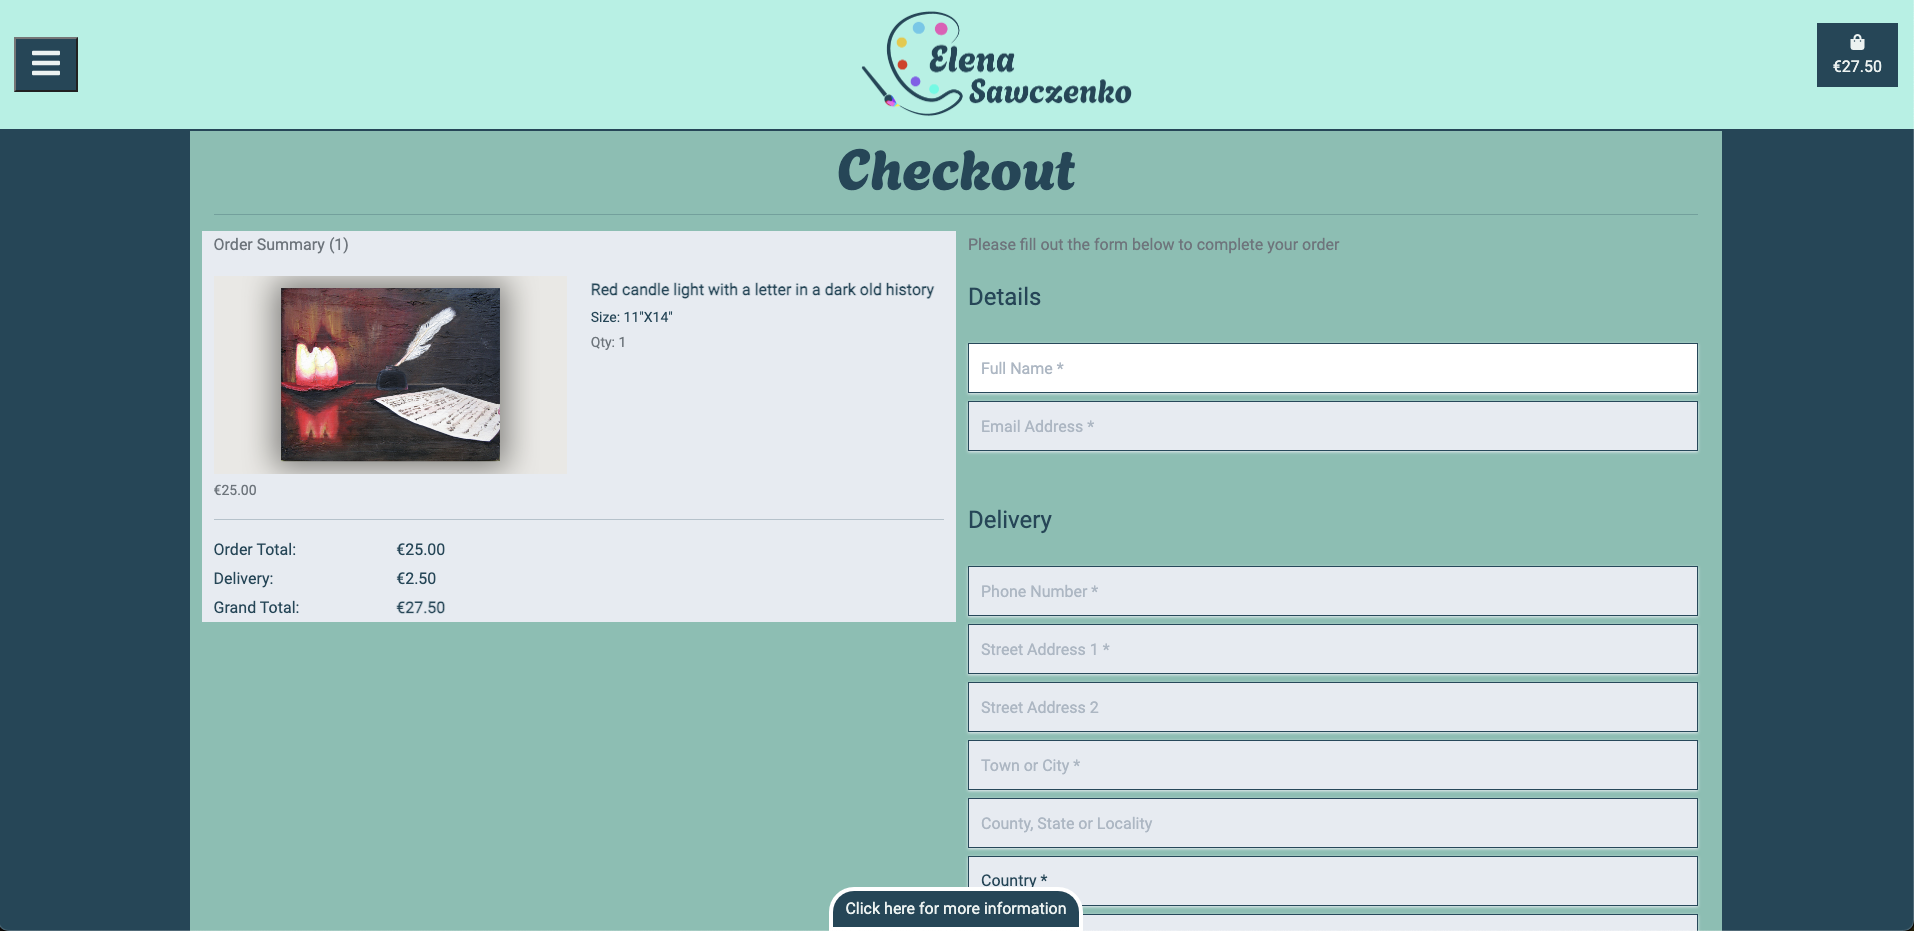 Elena
Sawczenko
€27.50
Checkout
Order Summary (1)
Red candle light with a letter in a dark old history
Size: 11"X14"
Qty: 1
€25.00
Order Total: €25.00
Delivery: €2.50
Grand Total: €27.50
Please fill out the form below to complete your order
Details
Full Name *
Email Address *
Delivery
Phone Number *
Street Address 1 *
Street Address 2
Town or City *
County, State or Locality
Country *
Click here for more information